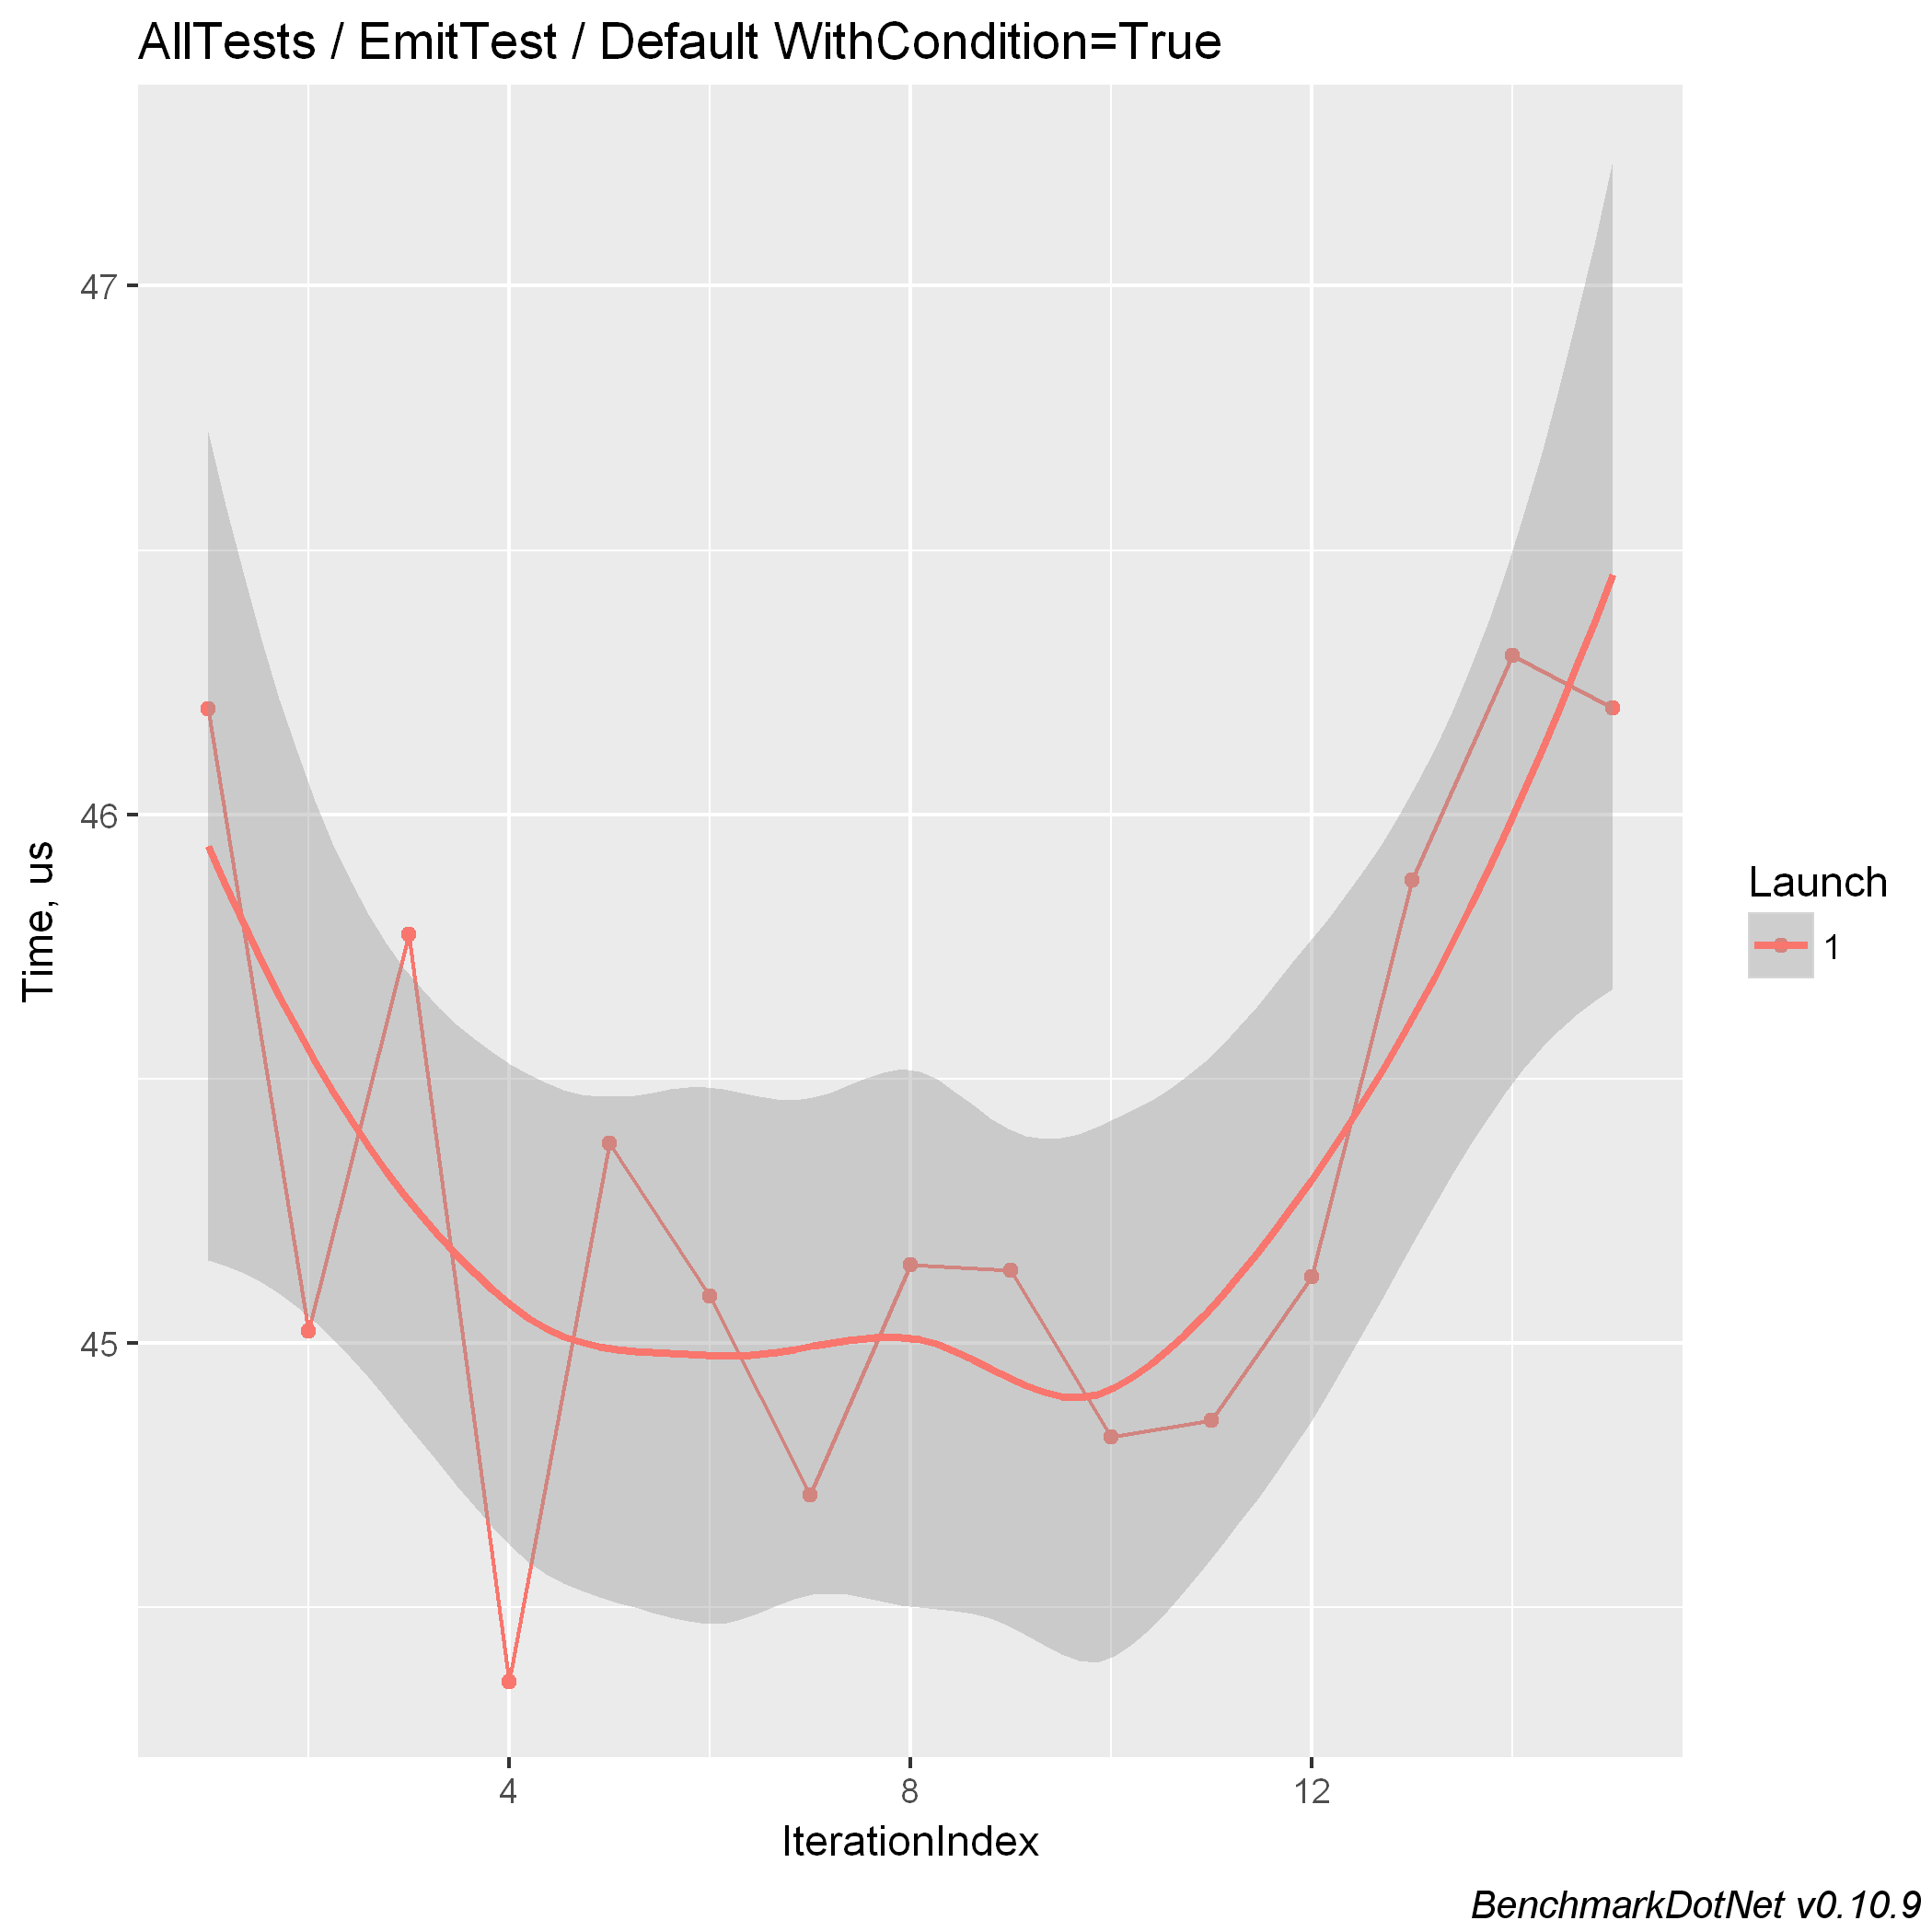 AllTests / EmitTest / Default WithCondition=True
47
46
45
Time, us
4
8
12
IterationIndex
Launch
1
BenchmarkDotNet v0.10.9